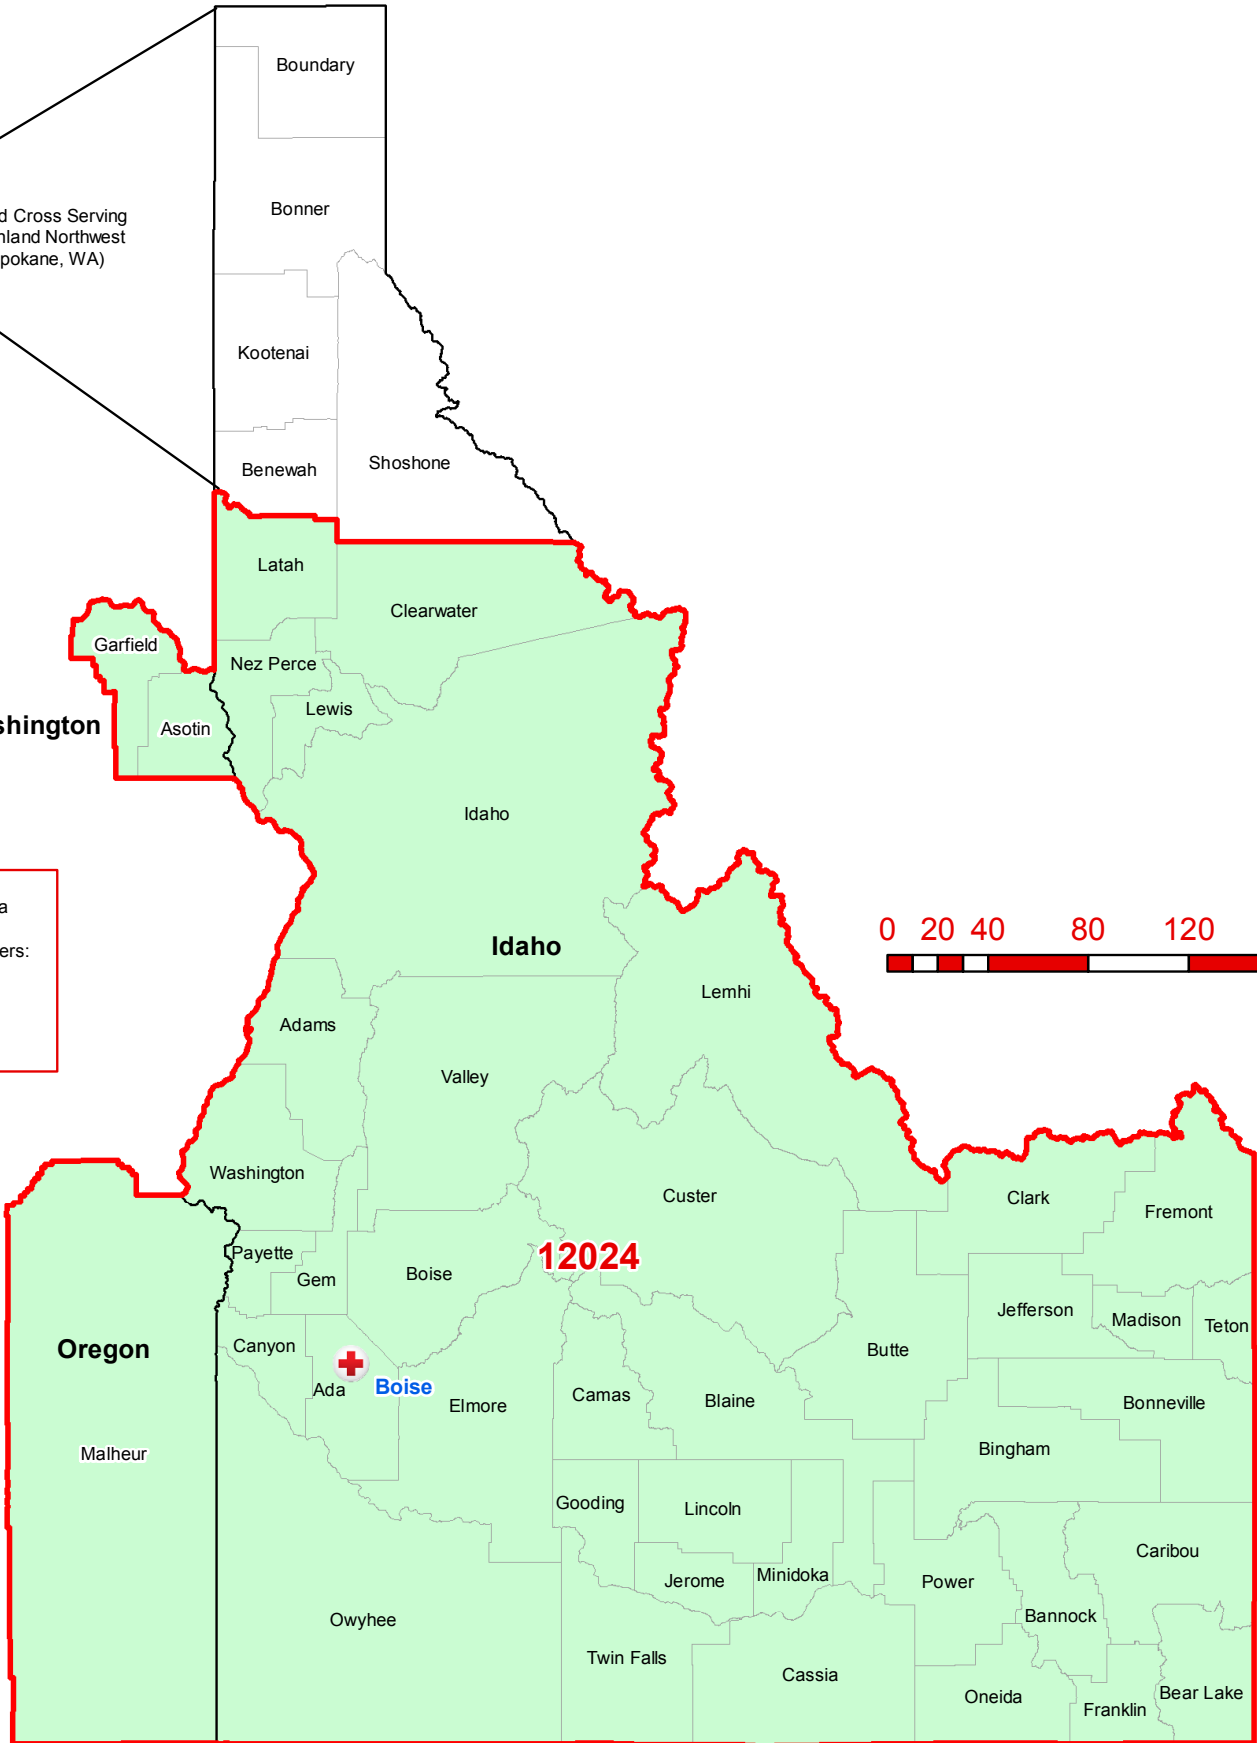 Boundary
Bonner
d Cross Serving
nland Northwest
pokane, WA)
Kootenai
Benewah
Shoshone
Latah
Clearwater
Garfield
Nez Perce
Lewis
shington
Asotin
Idaho
a
ers:
0 20 40 80 120
Idaho
Lemhi
Adams
Valley
Washington
Custer
Clark
Fremont
Payette
12024
Gem
Boise
Jefferson
Madison
Teton
Oregon
Canyon
Butte
Ada
Boise
Elmore
Camas
Blaine
Bonneville
Malheur
Bingham
Gooding
Lincoln
Caribou
Jerome
Minidoka
Power
Owyhee
Bannock
Twin Falls
Cassia
Oneida
Franklin
Bear Lake